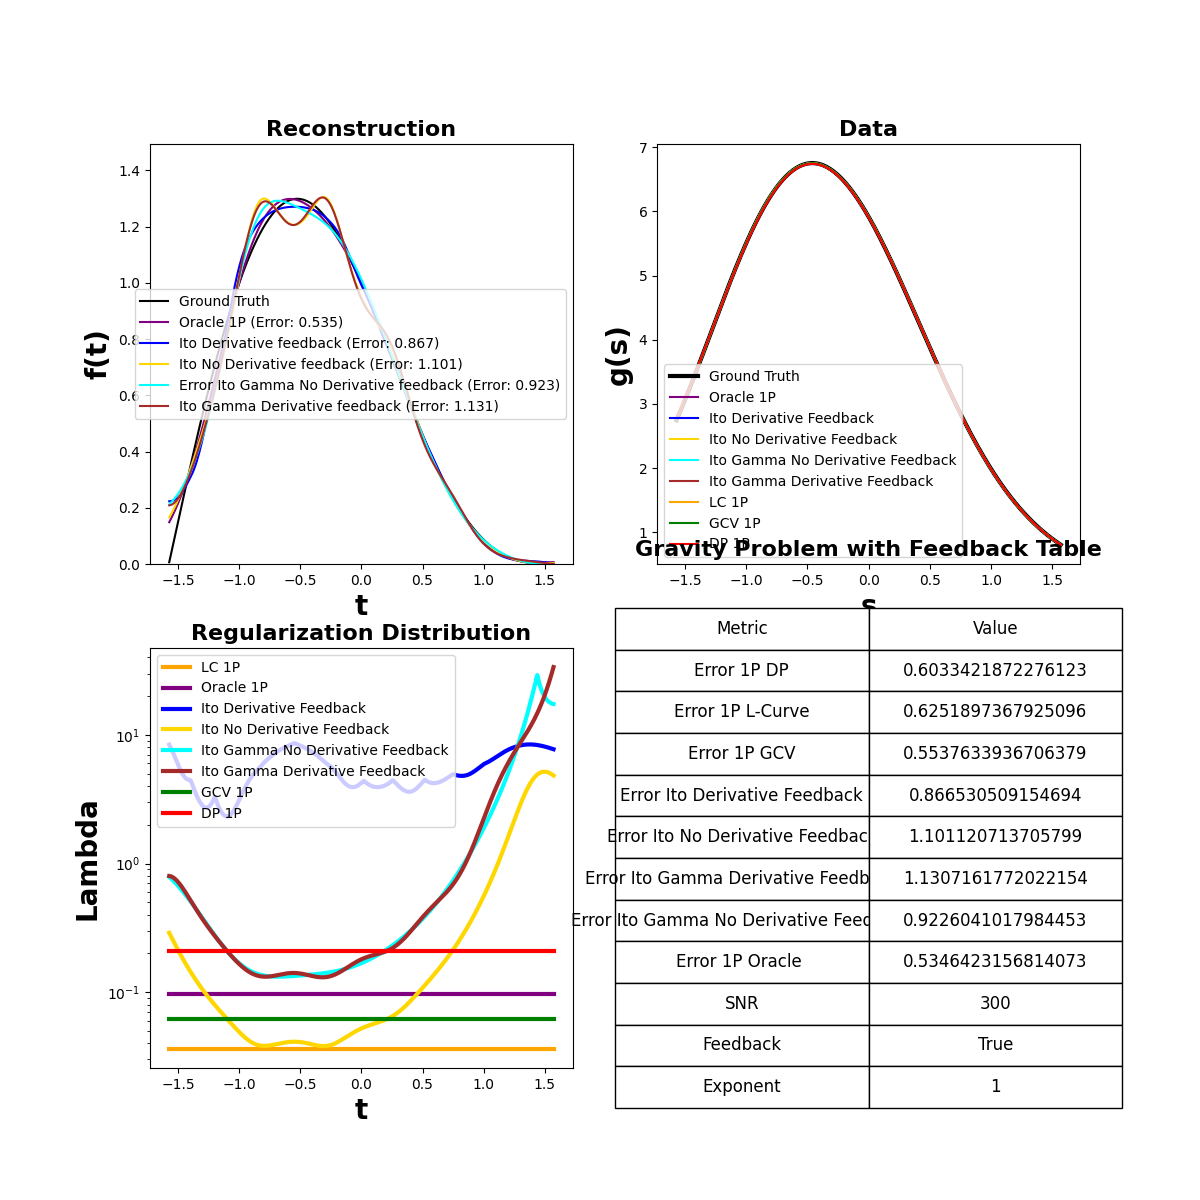 Reconstruction
f(t)
1.4
1.2
1.0
0.8
0.6
0.4
0.2
0.0
Ground Truth
Oracle 1P (Error: 0.535)
Ito Derivative feedback (Error: 0.867)
Ito No Derivative feedback (Error: 1.101)
Error Ito Gamma No Derivative feedback (Error: 0.923)
Ito Gamma Derivative feedback (Error: 1.131)
−1.5 −1.0 −0.5 0.0 0.5 1.0 1.5
t
Data
g(s)
7
6
5
4
3
2
1
Ground Truth
Oracle 1P
Ito Derivative Feedback
Ito No Derivative Feedback
Ito Gamma No Derivative Feedback
Ito Gamma Derivative Feedback
LC 1P
GCV 1P
DP 1P
−1.5 −1.0 −0.5 0.0 0.5 1.0 1.5
s
Regularization Distribution
Lambda
10^1
10^0
10^−1
LC 1P
Oracle 1P
Ito Derivative Feedback
Ito No Derivative Feedback
Ito Gamma No Derivative Feedback
Ito Gamma Derivative Feedback
GCV 1P
DP 1P
−1.5 −1.0 −0.5 0.0 0.5 1.0 1.5
t
Gravity Problem with Feedback Table
Metric Value
Error 1P DP 0.6033421872276123
Error 1P L-Curve 0.6251897367925096
Error 1P GCV 0.5537633936706379
Error Ito Derivative Feedback 0.866530509154694
Error Ito No Derivative Feedbac 1.101120713705799
Error Ito Gamma Derivative Feedb 1.1307161772022154
Error Ito Gamma No Derivative Feed 0.9226041017984453
Error 1P Oracle 0.5346423156814073
SNR 300
Feedback True
Exponent 1